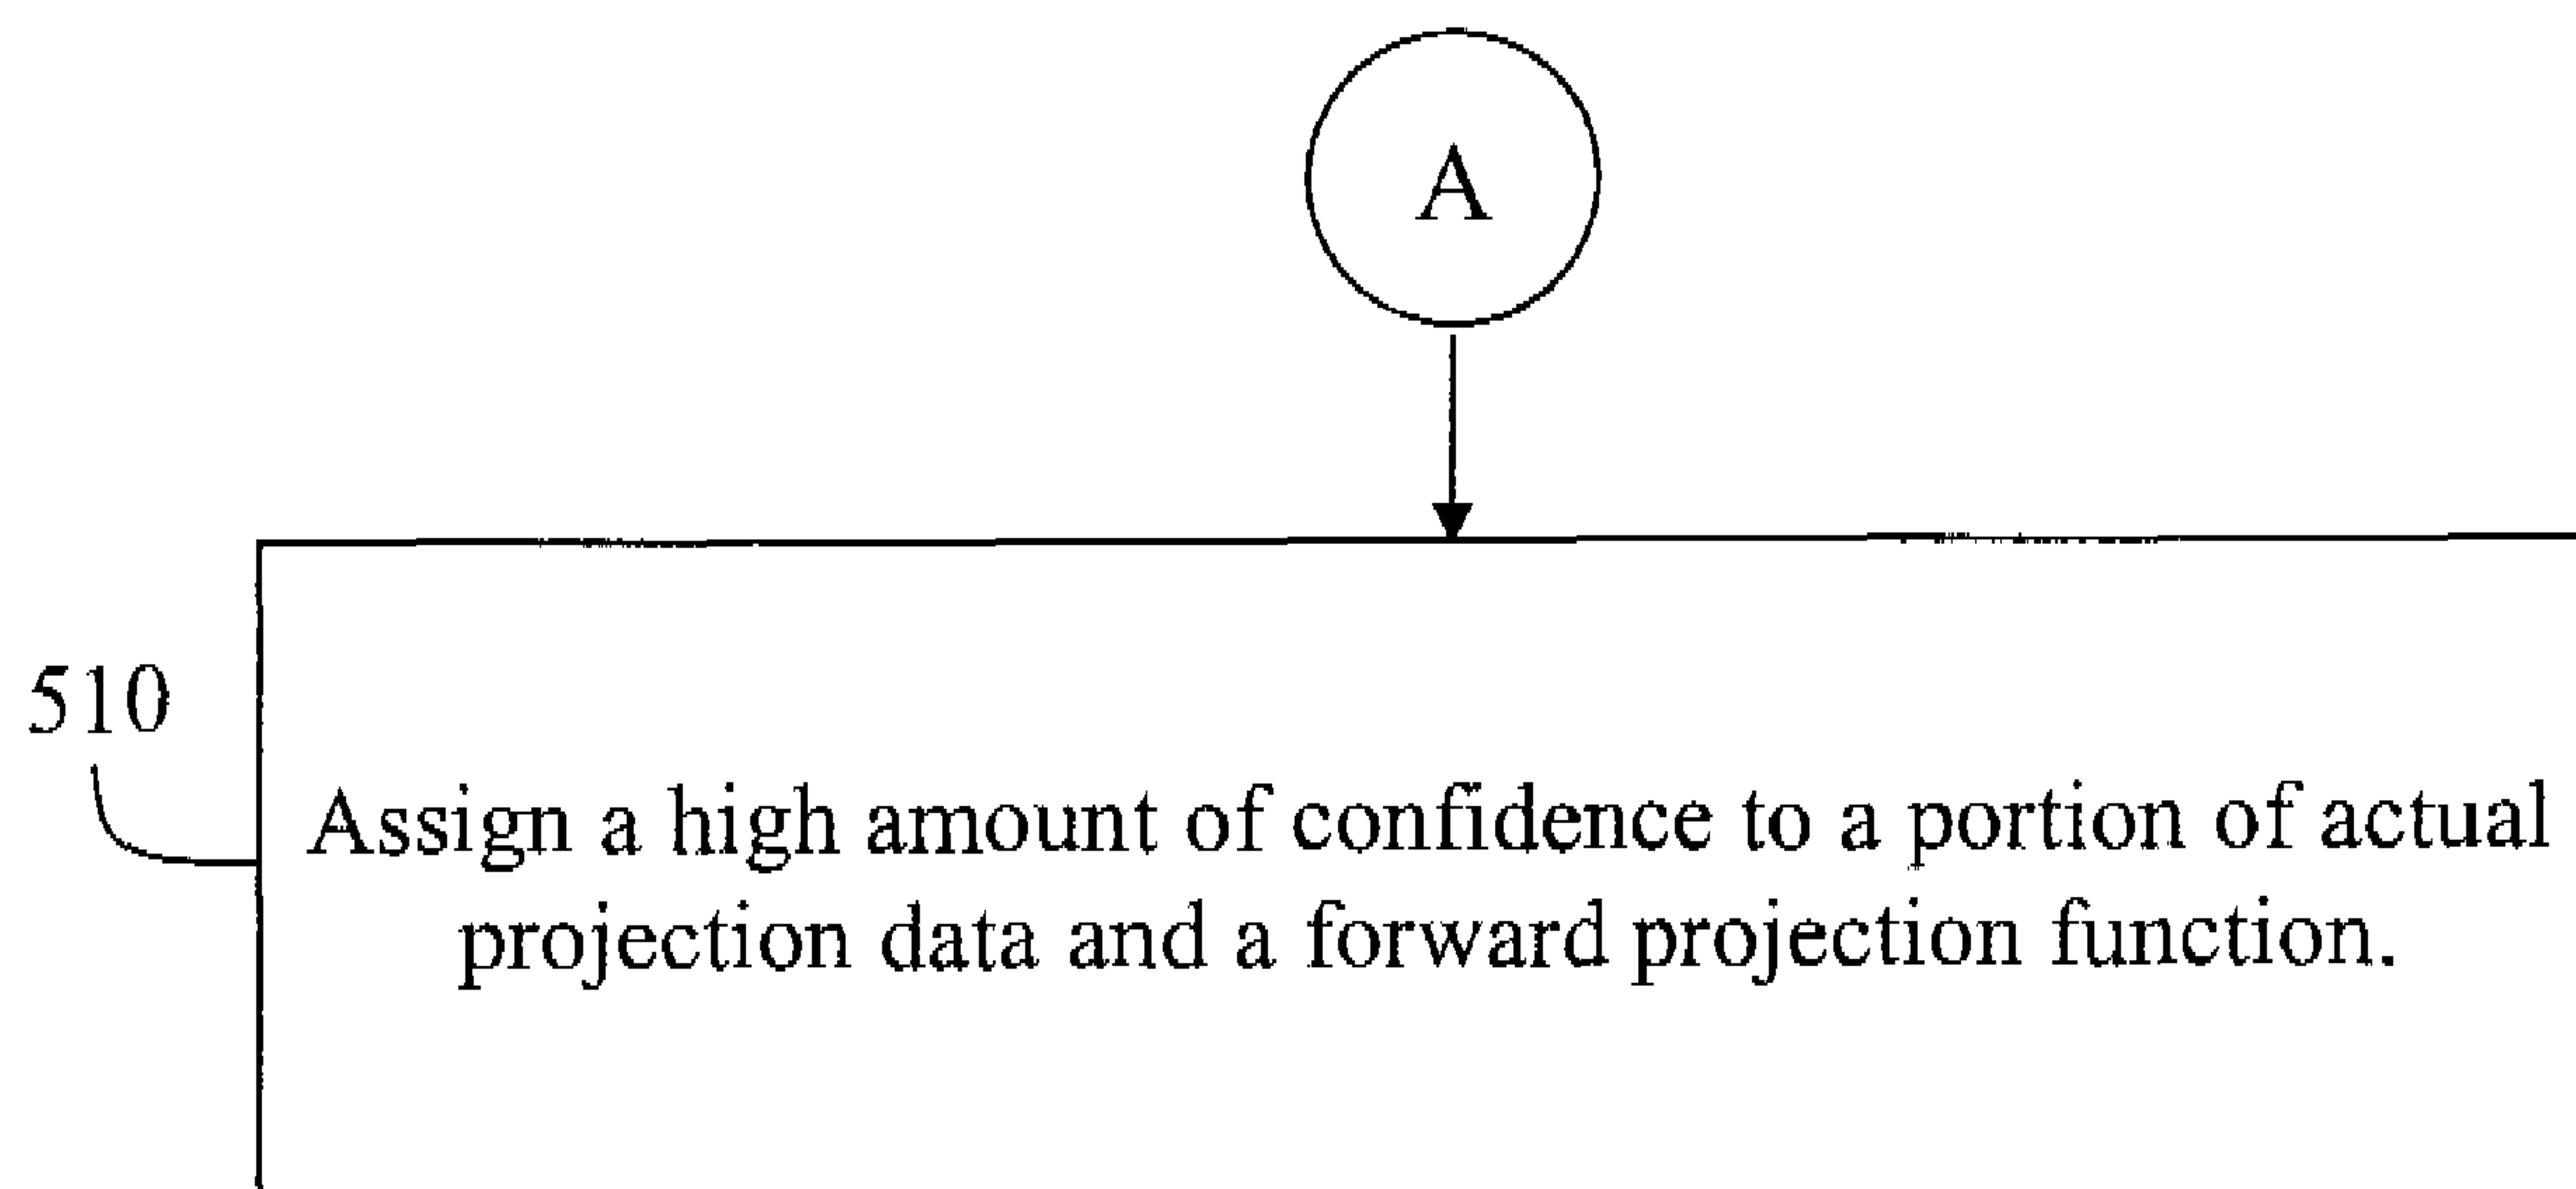 A
510
Assign a high amount of confidence to a portion of actual
projection data and a forward projection function.